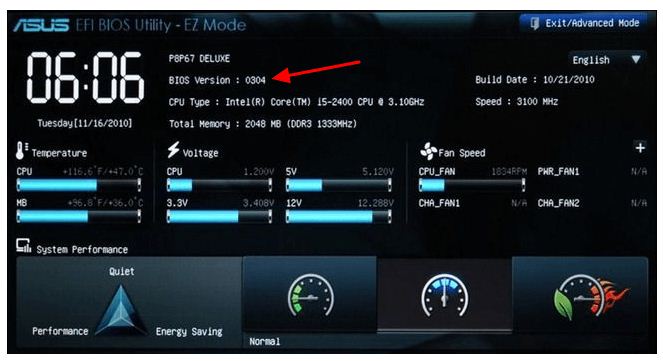 ASUS EFI BIOS Utility - EZ Mode
Exit/Advanced Mode
06:06
Tuesday[11/16/2010]
P8P67 DELUXE
English
BIOS Version : 0304
Build Date : 10/21/2010
CPU Type : Intel(R) Core(TM) i5-2400 CPU @ 3.10GHz
Speed : 3100 MHz
Total Memory : 2048 MB (DDR3 1333MHz)
Temperature
CPU +116.6°F/+47.0°C
MB +96.8°F/+36.0°C
Voltage
CPU 1.200V 5V 5.120V
3.3V 3.408V 12V 12.288V
Fan Speed
CPU_FAN 1834RPM PWR_FAN1 N/A
CHA_FAN1 N/A CHA_FAN2 N/A
System Performance
Quiet
Performance
Energy Saving
Normal